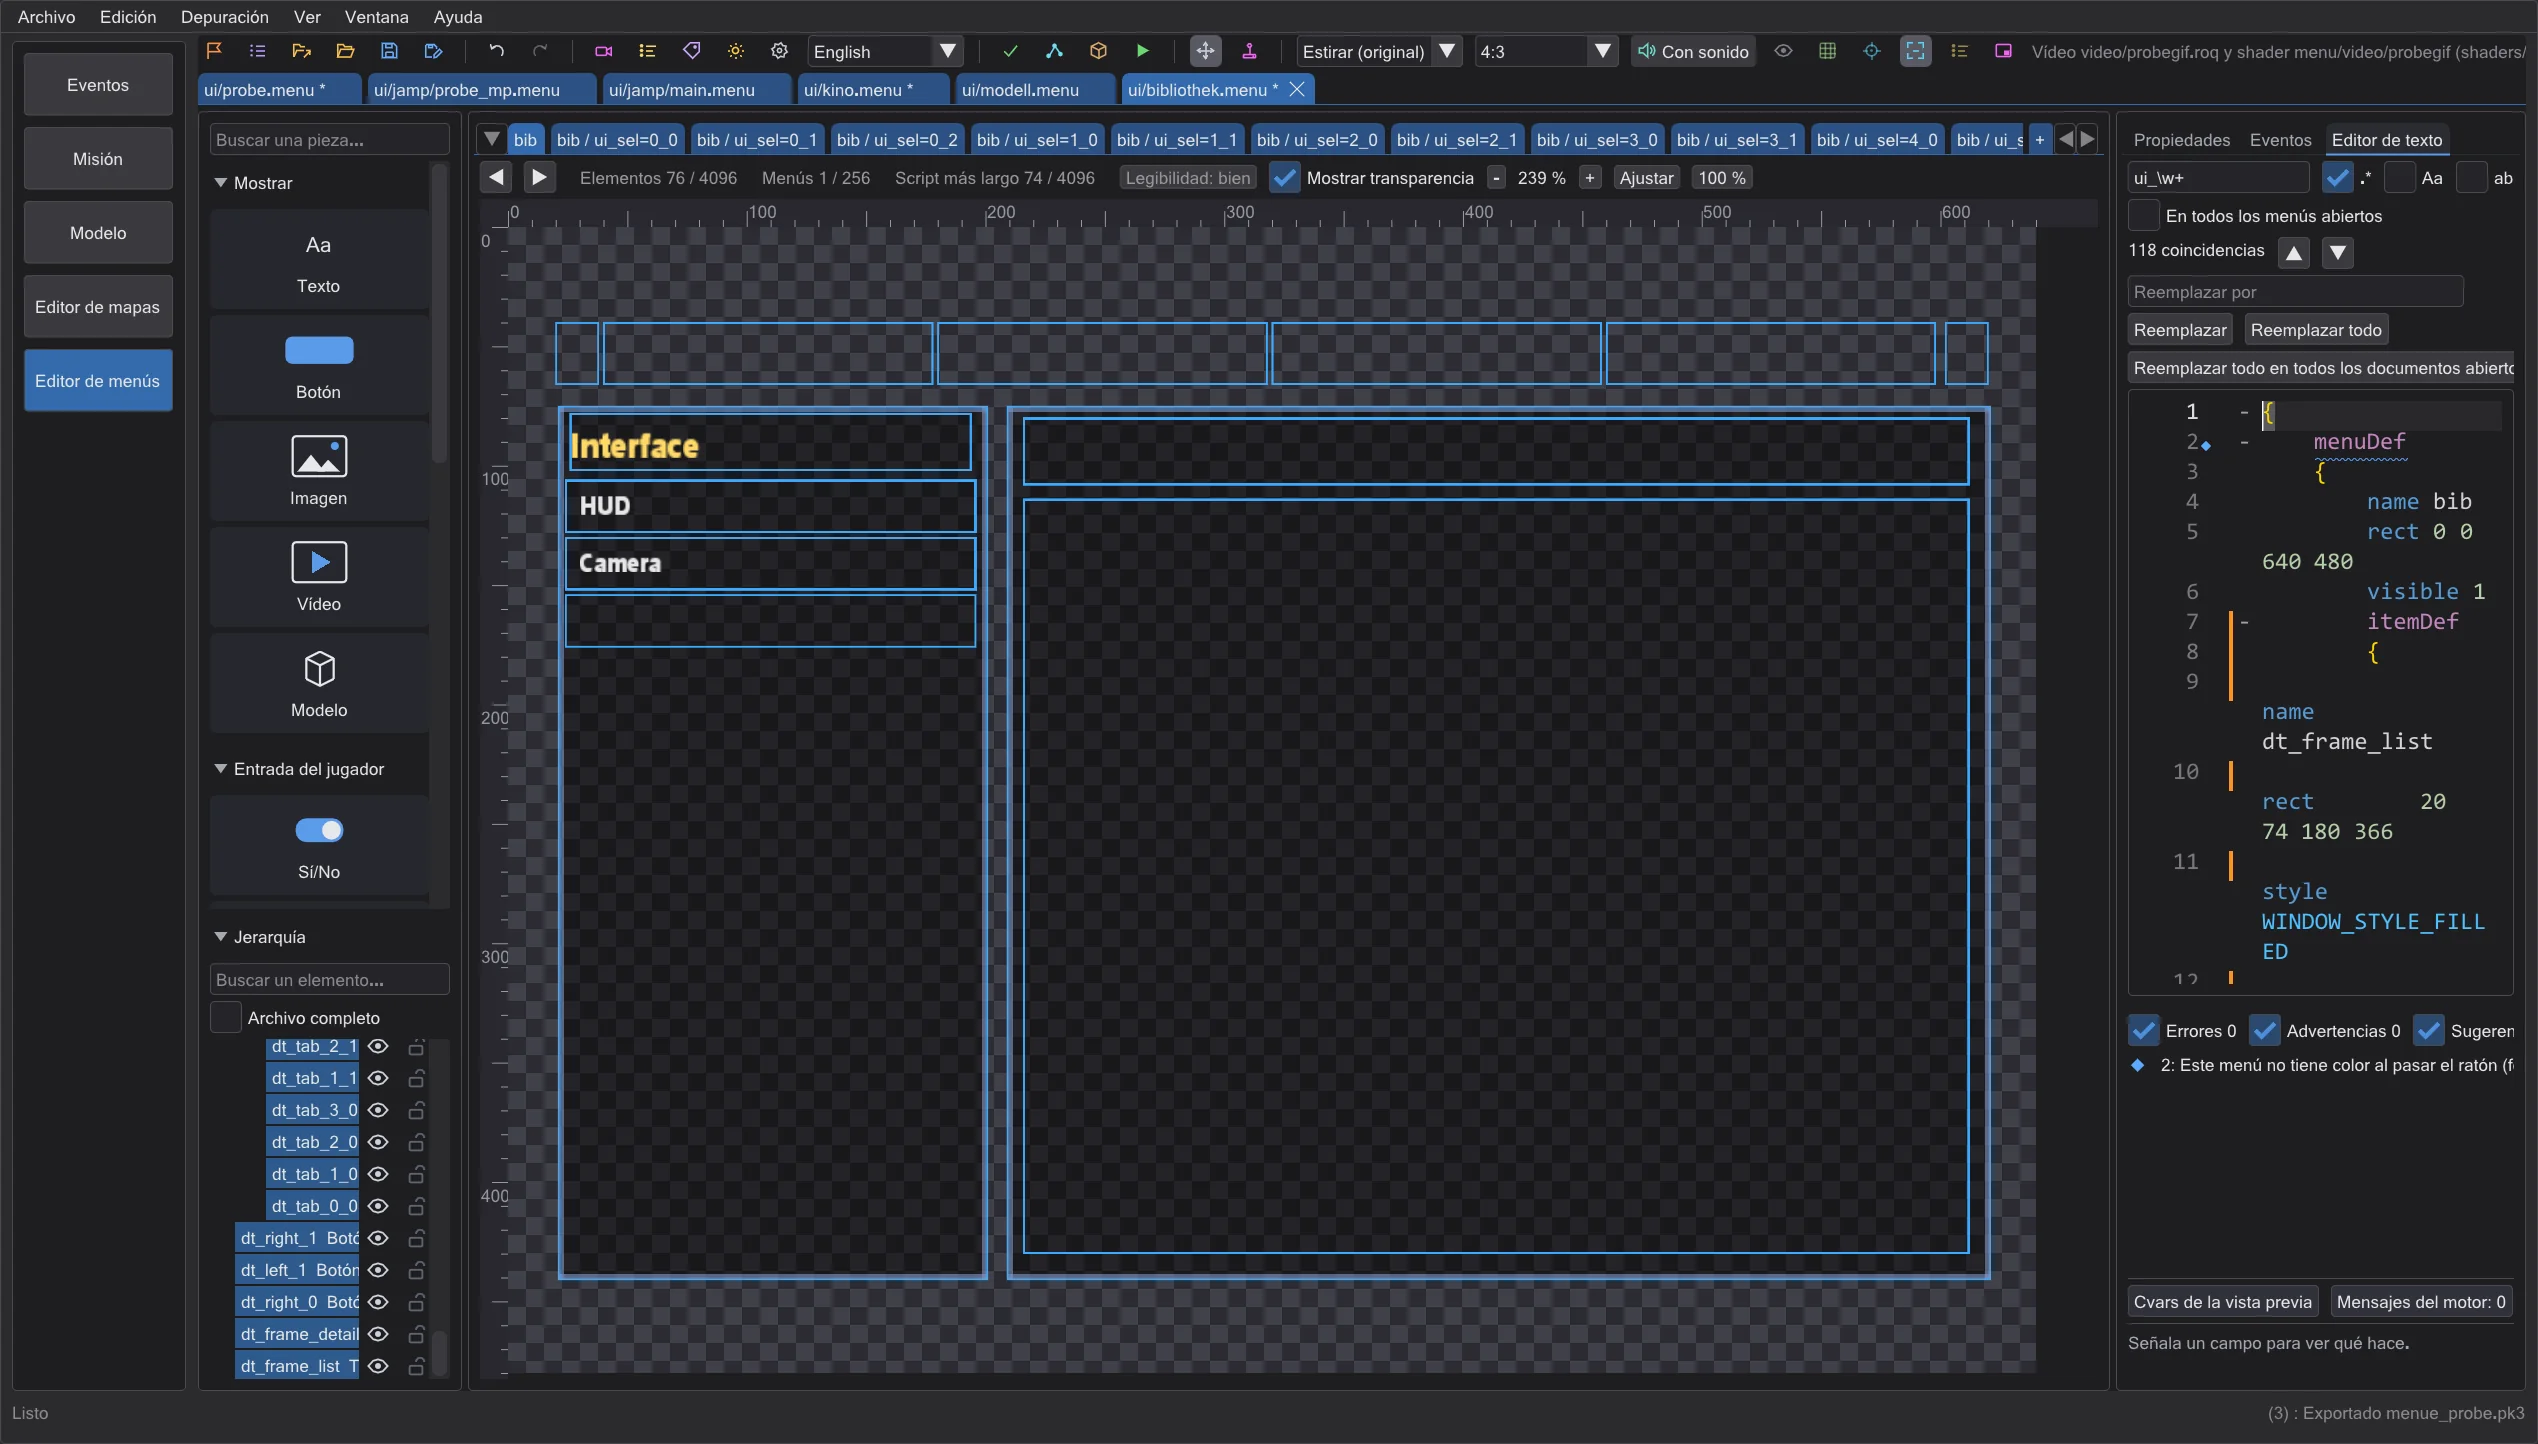 Archivo Edición Depuración Ver Ventana Ayuda
English
Estirar (original)
4:3
Con sonido
Vídeo video/probegif.roq y shader menu/video/probegif (shaders/
ui/probe.menu *
ui/jamp/probe_mp.menu
ui/jamp/main.menu
ui/kino.menu *
ui/modell.menu
ui/bibliothek.menu *
Eventos
Misión
Modelo
Editor de mapas
Editor de menús
Buscar una pieza...
Mostrar
Aa
Texto
Botón
Imagen
Vídeo
Modelo
Entrada del jugador
Sí/No
Jerarquía
Buscar un elemento...
Archivo completo
dt_tab_2_1
dt_tab_1_1
dt_tab_3_0
dt_tab_2_0
dt_tab_1_0
dt_tab_0_0
dt_right_1 Botó
dt_left_1 Botón
dt_right_0 Botó
dt_frame_detail
dt_frame_list T
bib
bib / ui_sel=0_0
bib / ui_sel=0_1
bib / ui_sel=0_2
bib / ui_sel=1_0
bib / ui_sel=1_1
bib / ui_sel=2_0
bib / ui_sel=2_1
bib / ui_sel=3_0
bib / ui_sel=3_1
bib / ui_sel=4_0
bib / ui_s
+
Elementos 76 / 4096
Menús 1 / 256
Script más largo 74 / 4096
Legibilidad: bien
Mostrar transparencia
- 239 % +
Ajustar
100 %
0 100 200 300 400 500 600
0
100
200
300
400
Interface
HUD
Camera
Propiedades Eventos Editor de texto
ui_\w+
.*
Aa
ab
En todos los menús abiertos
118 coincidencias
Reemplazar por
Reemplazar
Reemplazar todo
Reemplazar todo en todos los documentos abierto
1 - {
2 - menuDef
3 {
4 name bib
5 rect 0 0
640 480
6 visible 1
7 - itemDef
8 {
9
name
dt_frame_list
10
rect 20
74 180 366
11
style
WINDOW_STYLE_FILL
ED
12
Errores 0
Advertencias 0
Sugeren
2: Este menú no tiene color al pasar el ratón (f
Cvars de la vista previa
Mensajes del motor: 0
Señala un campo para ver qué hace.
Listo
(3) : Exportado menue_probe.pk3